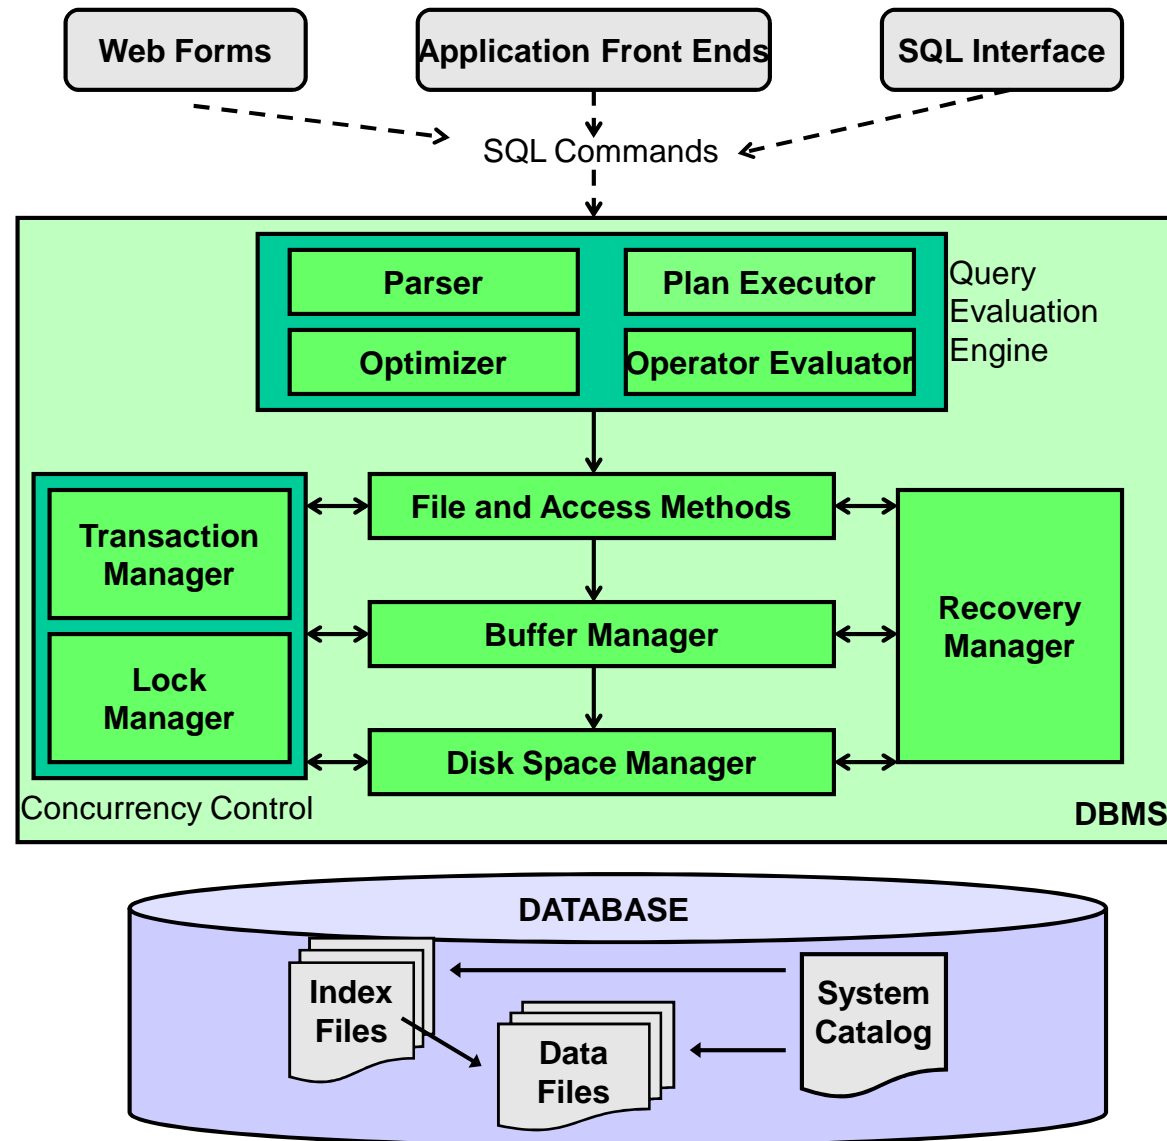 Web Forms
Application Front Ends
SQL Interface
SQL Commands
Parser
Plan Executor
Optimizer
Operator Evaluator
Query
Evaluation
Engine
Transaction
Manager
Lock
Manager
Concurrency Control
File and Access Methods
Buffer Manager
Disk Space Manager
Recovery
Manager
DBMS
DATABASE
Index
Files
Data
Files
System
Catalog